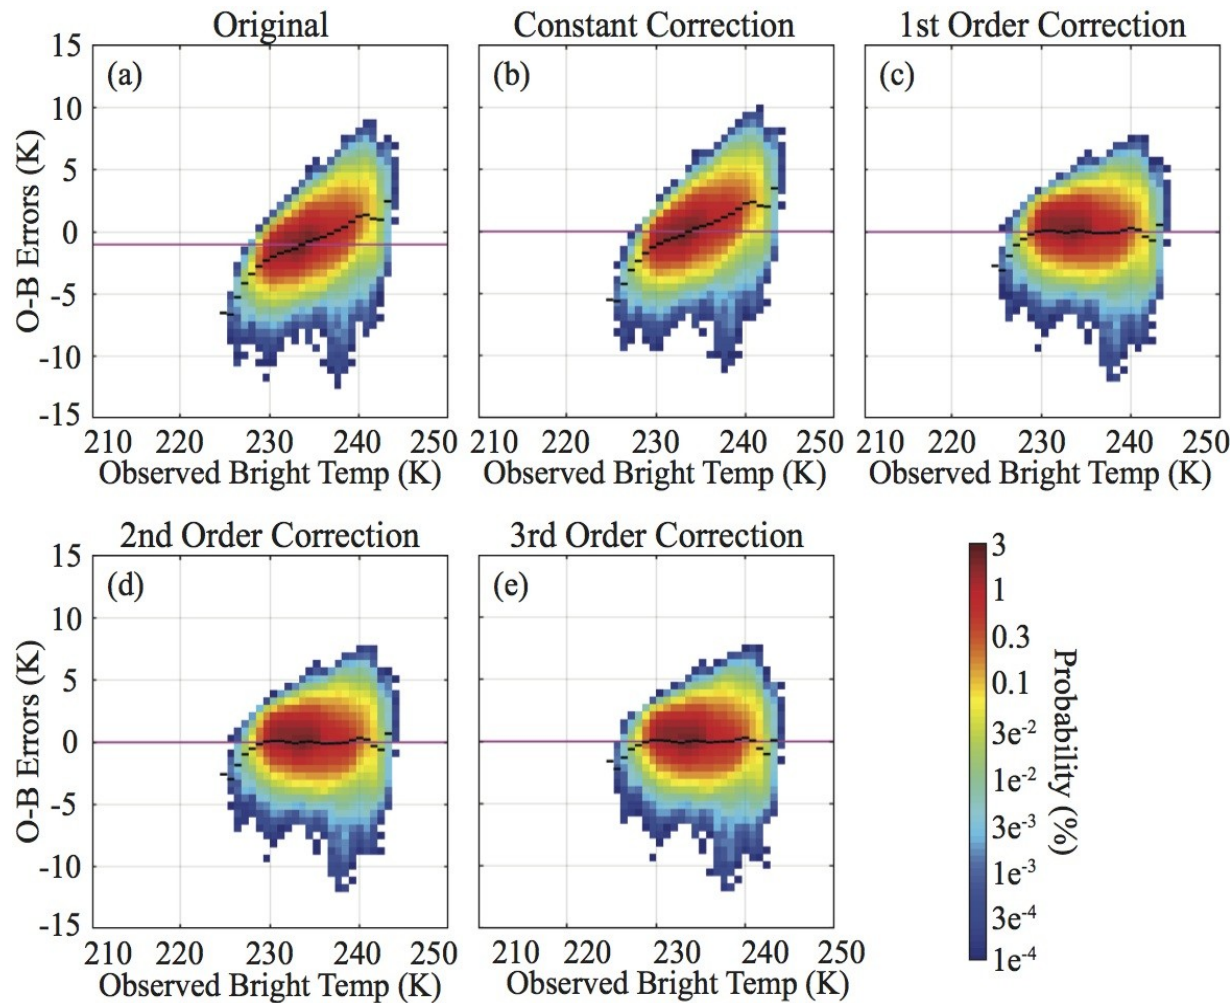 Original
Constant Correction
1st Order Correction
(a)
(b)
(c)
15
10
5
0
-5
-10
-15
O-B Errors (K)
210 220 230 240 250
210 220 230 240 250
210 220 230 240 250
Observed Bright Temp (K)
Observed Bright Temp (K)
Observed Bright Temp (K)
2nd Order Correction
3rd Order Correction
(d)
(e)
15
10
5
0
-5
-10
-15
O-B Errors (K)
210 220 230 240 250
210 220 230 240 250
Observed Bright Temp (K)
Observed Bright Temp (K)
3
1
0.3
0.1
3e-2
1e-2
3e-3
1e-3
3e-4
1e-4
Probability (%)